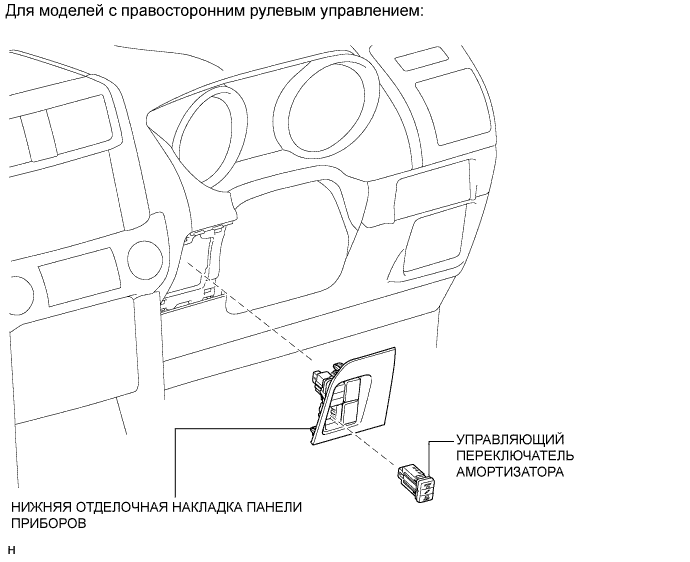 Для моделей с правосторонним рулевым управлением:
УПРАВЛЯЮЩИЙ
ПЕРЕКЛЮЧАТЕЛЬ
АМОРТИЗАТОРА
НИЖНЯЯ ОТДЕЛОЧНАЯ НАКЛАДКА ПАНЕЛИ
ПРИБОРОВ
н